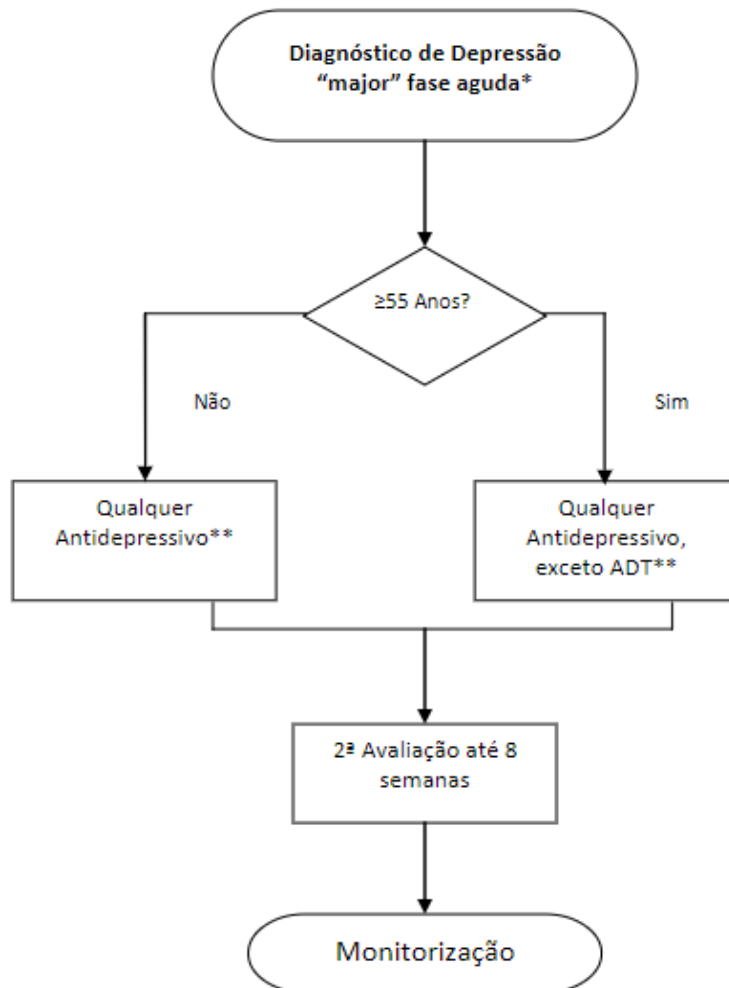 Diagnóstico de Depressão
“major” fase aguda*
≥55 Anos?
Não
Sim
Qualquer
Antidepressivo**
Qualquer
Antidepressivo,
exceto ADT**
2ª Avaliação até 8
semanas
Monitorização